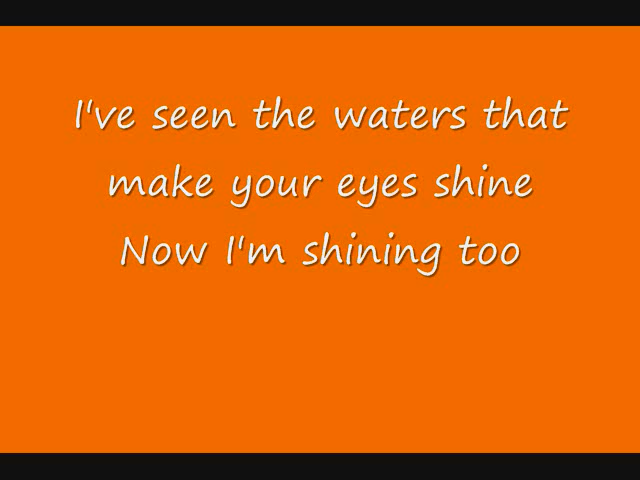 I've seen the waters that
make your eyes shine
Now I'm shining too